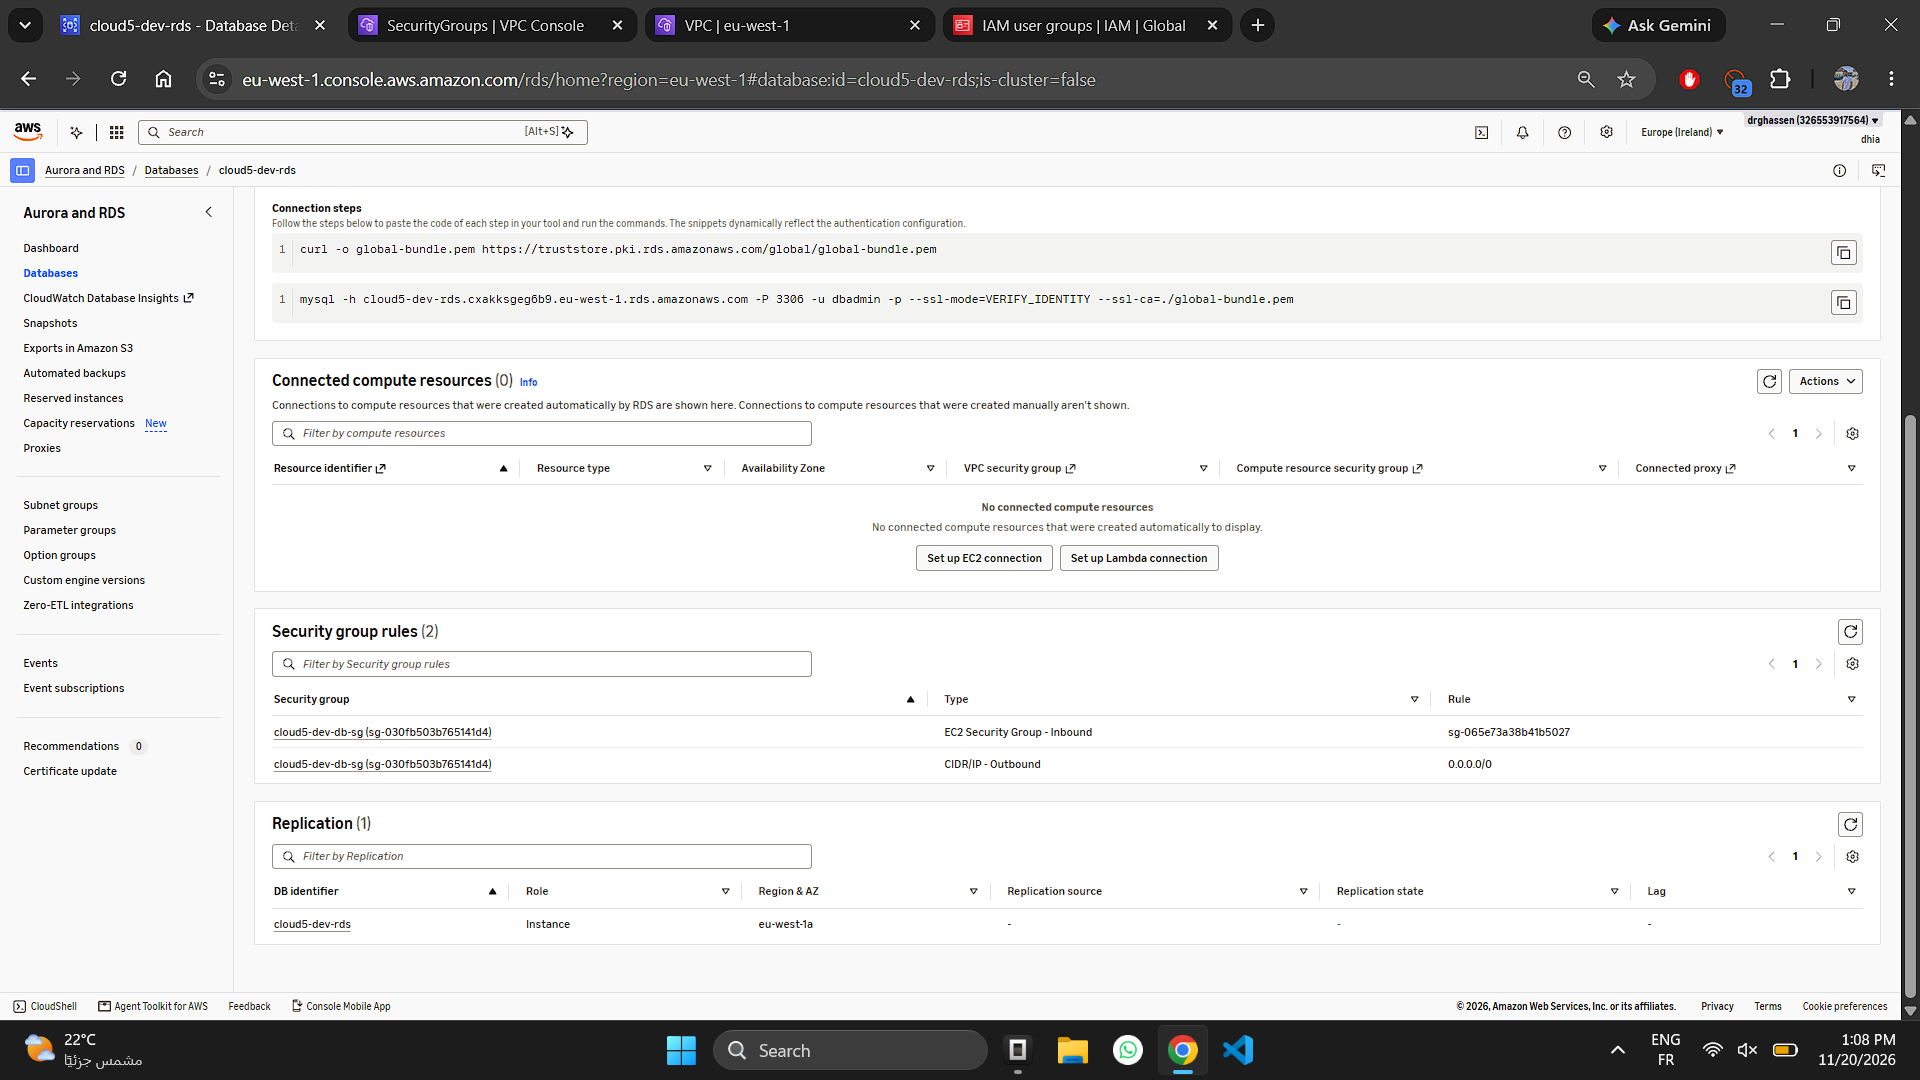 cloud5-dev-rds - Database Deta
SecurityGroups | VPC Console
VPC | eu-west-1
IAM user groups | IAM | Global
Ask Gemini
eu-west-1.console.aws.amazon.com/rds/home?region=eu-west-1#database:id=cloud5-dev-rds;is-cluster=false
32
aws
Search
[Alt+S]
Europe (Ireland)
drghassen (326553917564)
dhia
Aurora and RDS / Databases / cloud5-dev-rds
Aurora and RDS
Dashboard
Databases
CloudWatch Database Insights
Snapshots
Exports in Amazon S3
Automated backups
Reserved instances
Capacity reservations New
Proxies
Subnet groups
Parameter groups
Option groups
Custom engine versions
Zero-ETL integrations
Events
Event subscriptions
Recommendations 0
Certificate update
Connection steps
Follow the steps below to paste the code of each step in your tool and run the commands. The snippets dynamically reflect the authentication configuration.
1 curl -o global-bundle.pem https://truststore.pki.rds.amazonaws.com/global/global-bundle.pem
1 mysql -h cloud5-dev-rds.cxakksgeg6b9.eu-west-1.rds.amazonaws.com -P 3306 -u dbadmin -p --ssl-mode=VERIFY_IDENTITY --ssl-ca=./global-bundle.pem
Connected compute resources (0) Info
Actions
Connections to compute resources that were created automatically by RDS are shown here. Connections to compute resources that were created manually aren't shown.
Filter by compute resources
1
Resource identifier Resource type Availability Zone VPC security group Compute resource security group Connected proxy
No connected compute resources
No connected compute resources that were created automatically to display.
Set up EC2 connection Set up Lambda connection
Security group rules (2)
Filter by Security group rules
1
Security group Type Rule
cloud5-dev-db-sg (sg-030fb503b765141d4) EC2 Security Group - Inbound sg-065e73a38b41b5027
cloud5-dev-db-sg (sg-030fb503b765141d4) CIDR/IP - Outbound 0.0.0.0/0
Replication (1)
Filter by Replication
1
DB identifier Role Region & AZ Replication source Replication state Lag
cloud5-dev-rds Instance eu-west-1a - - -
CloudShell Agent Toolkit for AWS Feedback Console Mobile App
© 2026, Amazon Web Services, Inc. or its affiliates. Privacy Terms Cookie preferences
22°C
مشمس جزئيًا
Search
ENG
FR
1:08 PM
11/20/2026